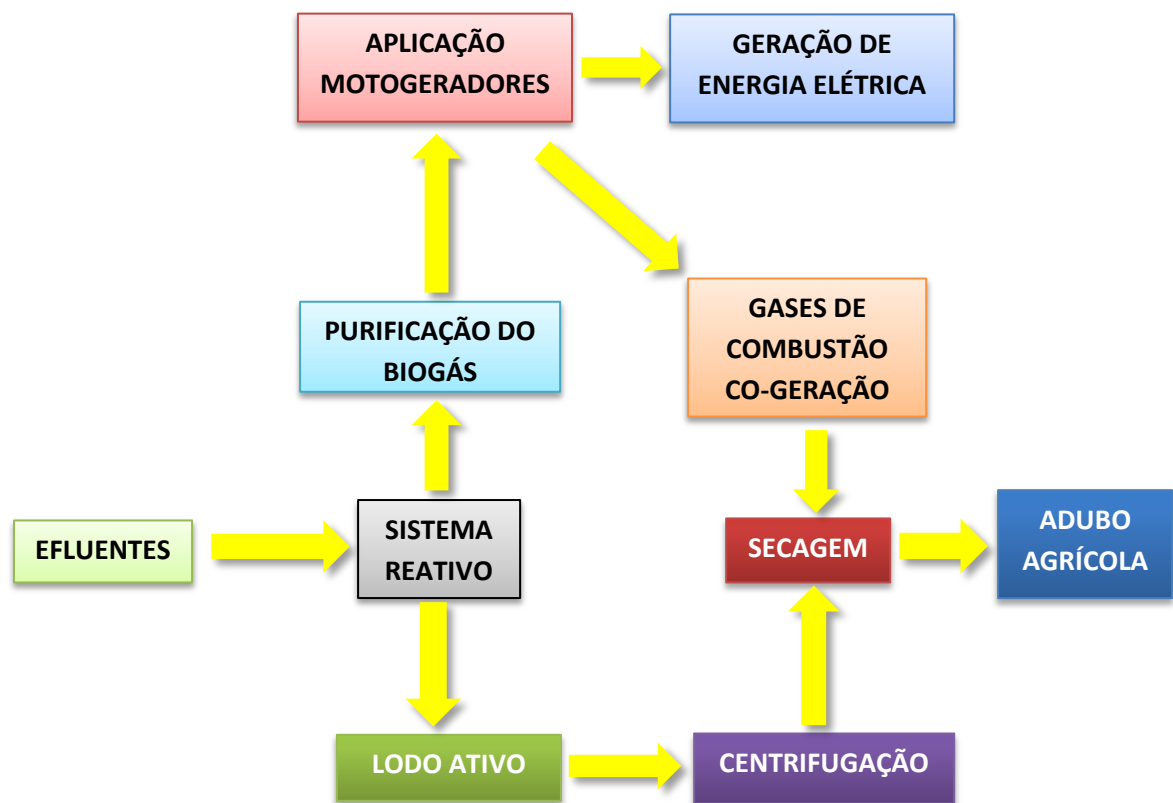 APLICAÇÃO
MOTOGERADORES
GERAÇÃO DE
ENERGIA ELÉTRICA
PURIFICAÇÃO DO
BIOGÁS
GASES DE
COMBUSTÃO
CO-GERAÇÃO
EFLUENTES
SISTEMA
REATIVO
SECAGEM
ADUBO
AGRÍCOLA
LODO ATIVO
CENTRIFUGAÇÃO